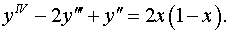 y^{IV} − 2y''' + y'' = 2x(1−x).